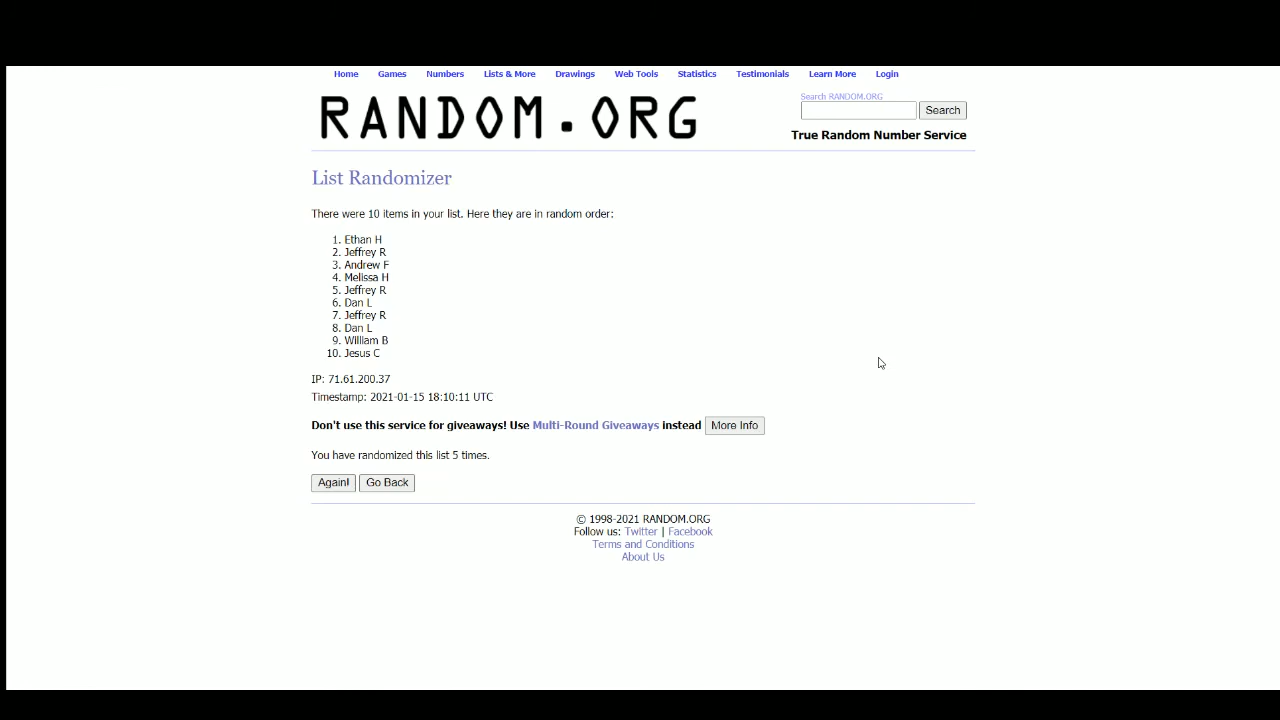 Home Games Numbers Lists & More Drawings Web Tools Statistics Testimonials Learn More Login
RANDOM.ORG
Search RANDOM.ORG
Search
True Random Number Service
List Randomizer
There were 10 items in your list. Here they are in random order:
1. Ethan H
2. Jeffrey R
3. Andrew F
4. Melissa H
5. Jeffrey R
6. Dan L
7. Jeffrey R
8. Dan L
9. William B
10. Jesus C
IP: 71.61.200.37
Timestamp: 2021-01-15 18:10:11 UTC
Don't use this service for giveaways! Use Multi-Round Giveaways instead More Info
You have randomized this list 5 times.
Again! Go Back
© 1998-2021 RANDOM.ORG
Follow us: Twitter | Facebook
Terms and Conditions
About Us